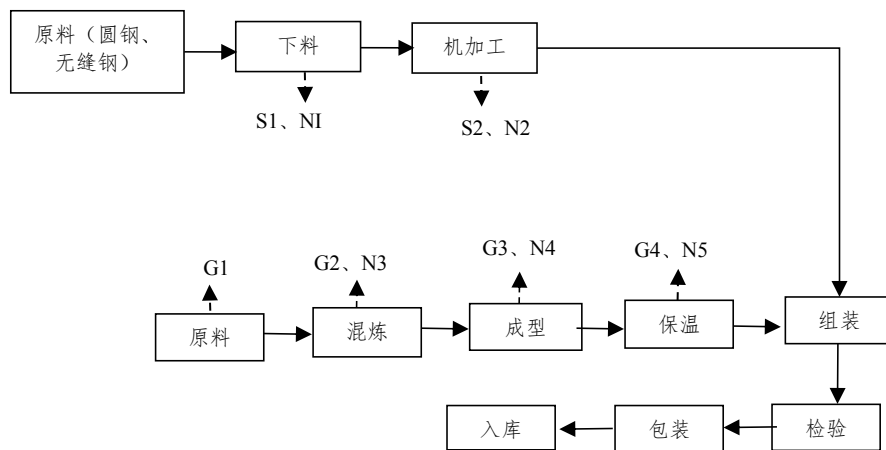 原料（圆钢、
无缝钢）
下料
机加工
S1、NI
S2、N2
G1
G2、N3
G3、N4
G4、N5
原料
混炼
成型
保温
组装
入库
包装
检验